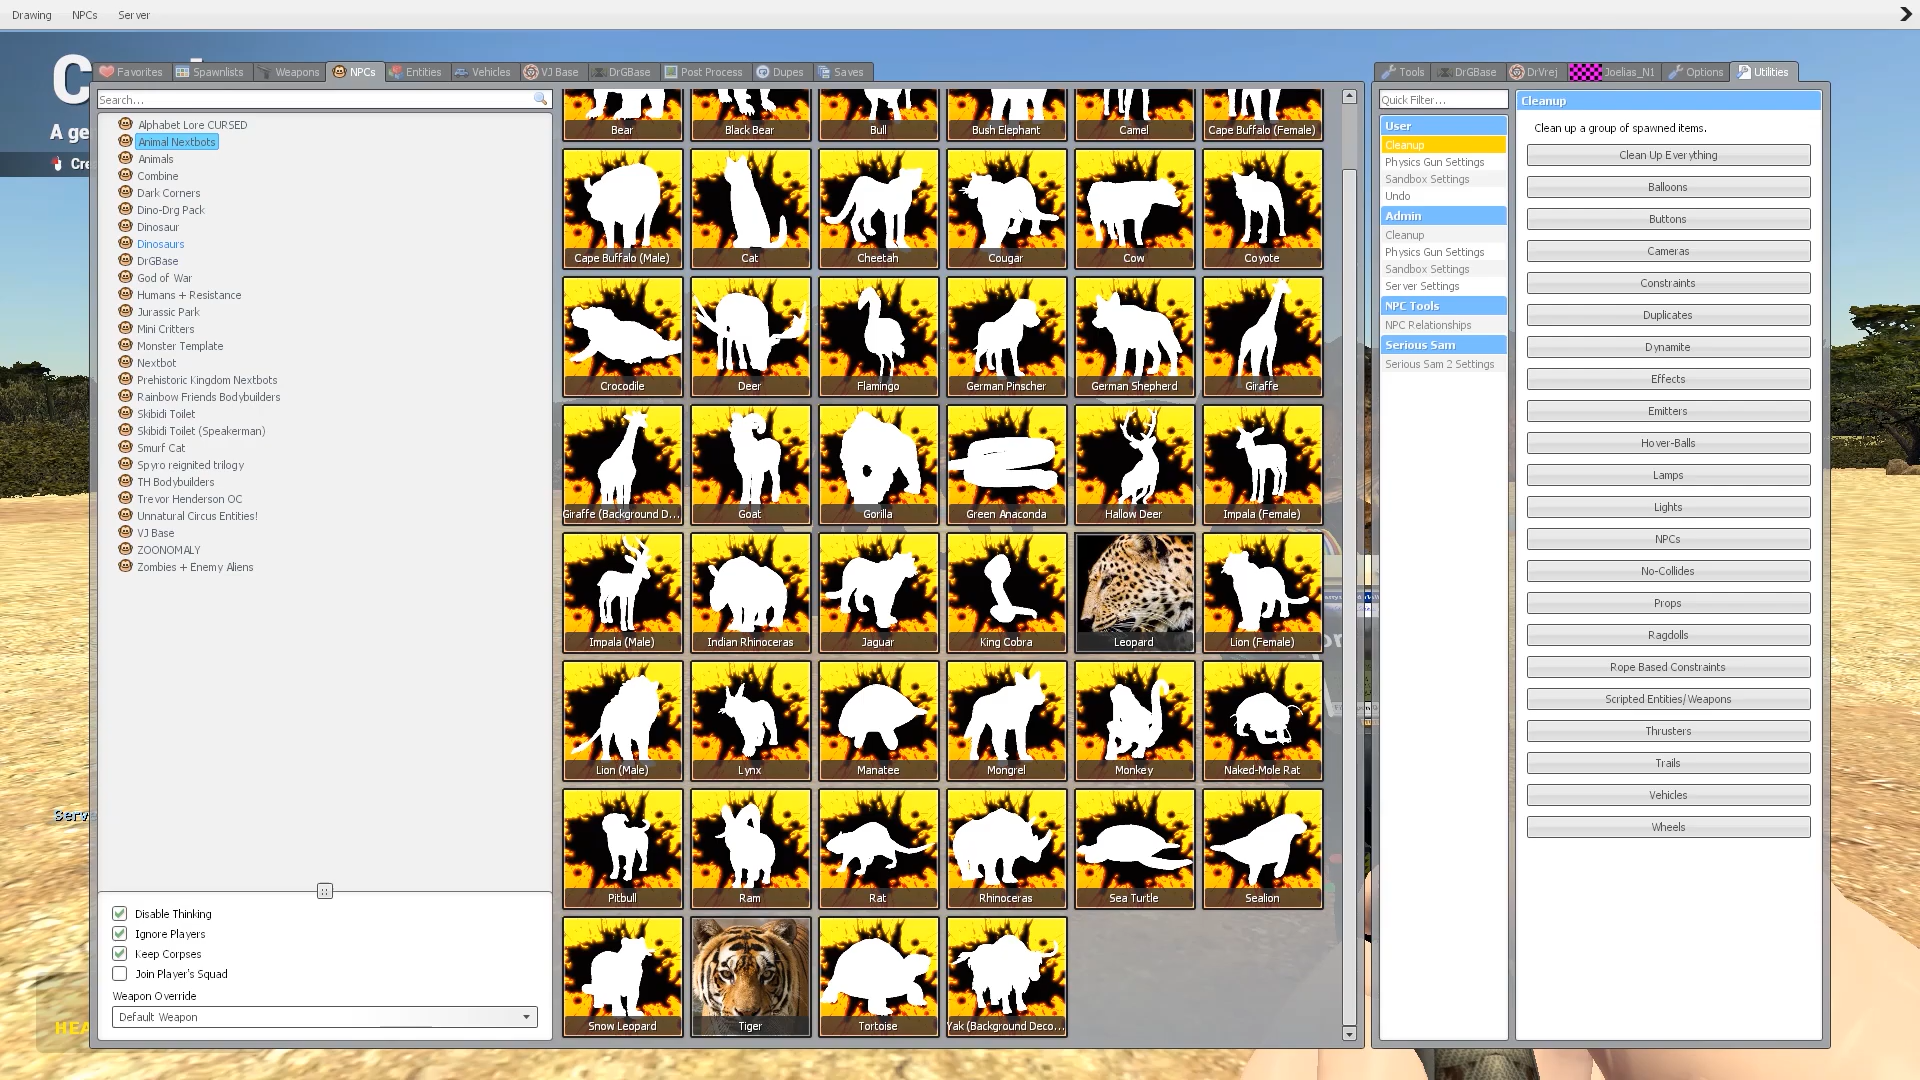 Drawing NPCs Server
C
A ge
Cre
Serv
HEA
Favorites Spawnlists Weapons NPCs Entities Vehicles VJ Base DrGBase Post Process Dupes Saves
Search...
Alphabet Lore CURSED
Animal Nextbots
Animals
Combine
Dark Corners
Dino-Drg Pack
Dinosaur
Dinosaurs
DrGBase
God of War
Humans + Resistance
Jurassic Park
Mini Critters
Monster Template
Nextbot
Prehistoric Kingdom Nextbots
Rainbow Friends Bodybuilders
Skibidi Toilet
Skibidi Toilet (Speakerman)
Smurf Cat
Spyro reignited trilogy
TH Bodybuilders
Trevor Henderson OC
Unnatural Circus Entities!
VJ Base
ZOONOMALY
Zombies + Enemy Aliens
Disable Thinking
Ignore Players
Keep Corpses
Join Player's Squad
Weapon Override
Default Weapon
Bear Black Bear Bull Bush Elephant Camel Cape Buffalo (Female)
Cape Buffalo (Male) Cat Cheetah Cougar Cow Coyote
Crocodile Deer Flamingo German Pinscher German Shepherd Giraffe
Giraffe (Background D... Goat Gorilla Green Anaconda Hallow Deer Impala (Female)
Impala (Male) Indian Rhinoceras Jaguar King Cobra Leopard Lion (Female)
Lion (Male) Lynx Manatee Mongrel Monkey Naked-Mole Rat
Pitbull Ram Rat Rhinoceras Sea Turtle Sealion
Snow Leopard Tiger Tortoise Yak (Background Deco...
Tools DrGBase DrVrej Joelias_N1 Options Utilities
Quick Filter...
User
Cleanup
Physics Gun Settings
Sandbox Settings
Undo
Admin
Cleanup
Physics Gun Settings
Sandbox Settings
Server Settings
NPC Tools
NPC Relationships
Serious Sam
Serious Sam 2 Settings
Cleanup
Clean up a group of spawned items.
Clean Up Everything
Balloons
Buttons
Cameras
Constraints
Duplicates
Dynamite
Effects
Emitters
Hover-Balls
Lamps
Lights
NPCs
No-Collides
Props
Ragdolls
Rope Based Constraints
Scripted Entities/Weapons
Thrusters
Trails
Vehicles
Wheels